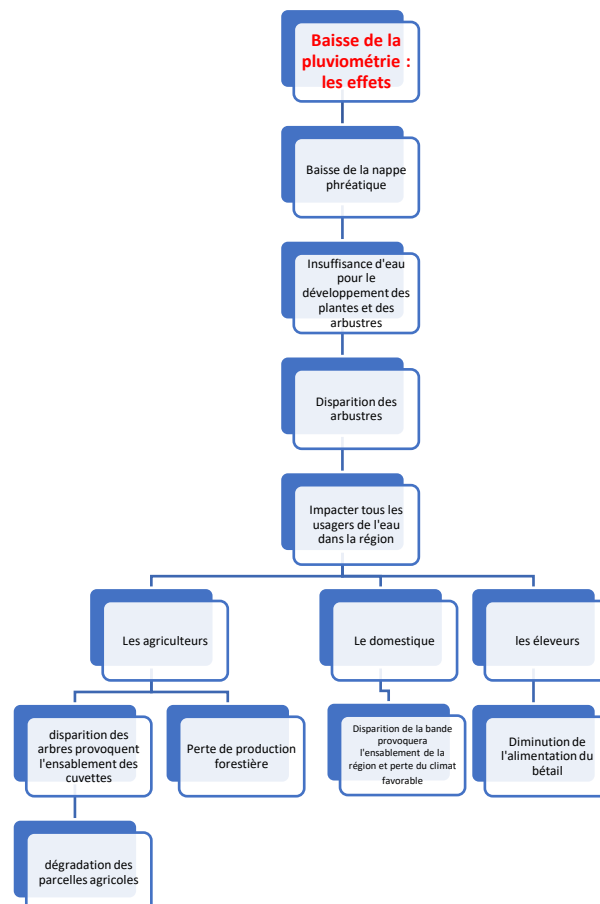 Baisse de la
pluviométrie :
les effets
Baisse de la nappe
phréatique
Insuffisance d'eau
pour le
développement des
plantes et des
arbustres
Disparition des
arbustres
Impacter tous les
usagers de l'eau
dans la région
Les agriculteurs
Le domestique
les éleveurs
disparition des
arbres provoquent
l'ensablement des
cuvettes
Perte de production
forestière
Disparition de la bande
provoquera
l'ensablement de la
région et perte du climat
favorable
Diminution de
l'alimentation du
bétail
dégradation des
parcelles agricoles